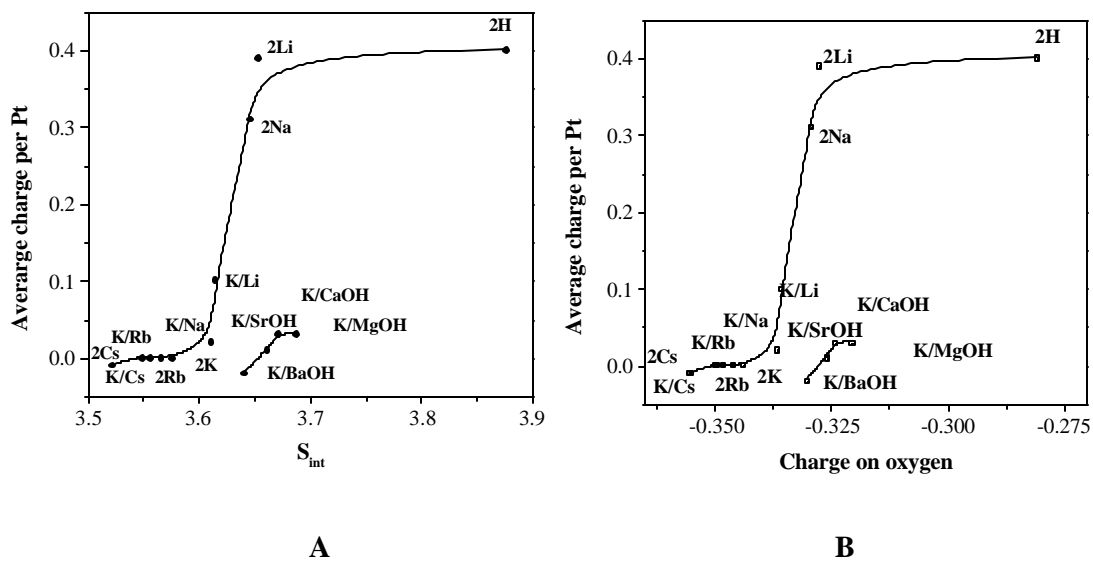 2H
0.4
2Li
0.3
2Na
0.2
Averarge charge per Pt
K/Li
0.1
K/CaOH
K/Na
K/SrOH
K/MgOH
K/Rb
0.0
2Cs
K/Cs
2Rb
2K
K/BaOH
3.5
3.6
3.7
3.8
3.9
Sint
A
2H
0.4
2Li
0.3
2Na
0.2
Average charge per Pt
K/Li
0.1
K/CaOH
K/Na
K/SrOH
K/Rb
K/MgOH
2Cs
0.0
K/Cs
2Rb
2K
K/BaOH
-0.350
-0.325
-0.300
-0.275
Charge on oxygen
B